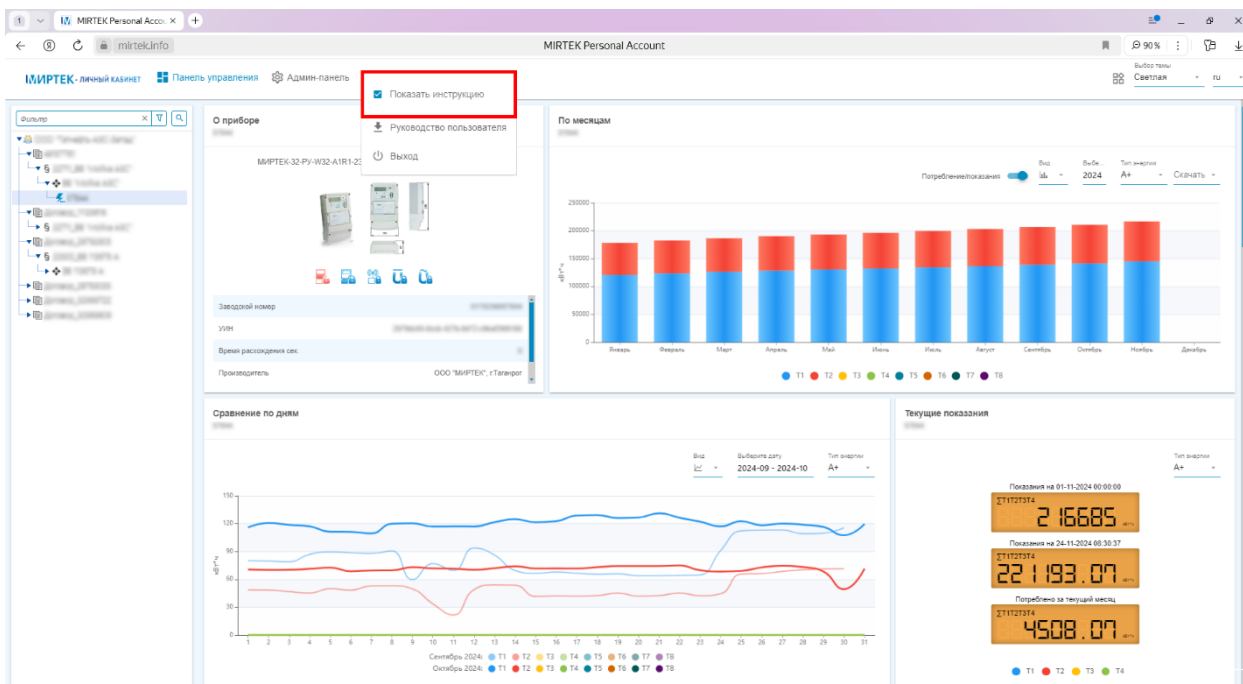 1
MIRTEK Personal Accou
mirtek.info
MIRTEK Personal Account
90 %
МИРТЕК - личный кабинет
Панель управления
Админ-панель
Выбор темы
Светлая
ru
Показать инструкцию
Руководство пользователя
Выход
Фильтр
О приборе
МИРТЕК-32-РУ-W32-A1R1-23
Заводской номер
УИН
Время расхождения сек
Производитель
ООО "МИРТЕК", г.Таганрог
По месяцам
Потребление/показания
Вид
Выбе...
2024
Тип энергии
A+
Скачать
250000
200000
150000
100000
50000
0
кВт*ч
Январь Февраль Март Апрель Май Июнь Июль Август Сентябрь Октябрь Ноябрь Декабрь
T1 T2 T3 T4 T5 T6 T7 T8
Сравнение по дням
Вид
Выберите дату
2024-09 - 2024-10
Тип энергии
A+
150
120
90
60
30
0
кВт*ч
1 2 3 4 5 6 7 8 9 10 11 12 13 14 15 16 17 18 19 20 21 22 23 24 25 26 27 28 29 30 31
Сентябрь 2024: T1 T2 T3 T4 T5 T6 T7 T8
Октябрь 2024: T1 T2 T3 T4 T5 T6 T7 T8
Текущие показания
Тип энергии
A+
Показания на 01-11-2024 00:00:00
∑T1T2T3T4
216685
Показания на 24-11-2024 08:30:37
∑T1T2T3T4
221193.07
Потреблено за текущий месяц
∑T1T2T3T4
4508.07
T1 T2 T3 T4